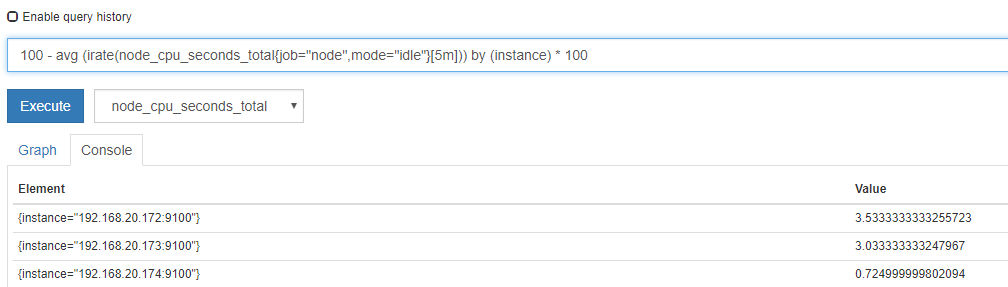 Enable query history
100 - avg (irate(node_cpu_seconds_total{job="node",mode="idle"}[5m])) by (instance) * 100
Execute node_cpu_seconds_total
Graph Console
Element Value
{instance="192.168.20.172:9100"} 3.5333333333255723
{instance="192.168.20.173:9100"} 3.033333333247967
{instance="192.168.20.174:9100"} 0.724999999802094